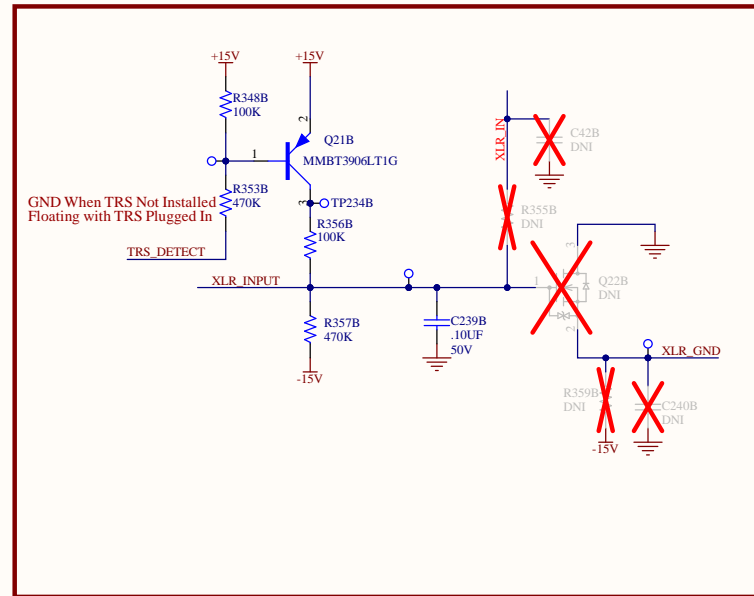 +15V
+15V
R348B
100K
2
Q21B
1
MMBT3906LT1G
XLR_IN
C42B
DNI
GND When TRS Not Installed
Floating with TRS Plugged In
R353B
470K
3
TP234B
R356B
100K
R355B
DNI
TRS_DETECT
3
XLR_INPUT
1
Q22B
DNI
R357B
470K
C239B
.10UF
50V
2
-15V
XLR_GND
R359B
DNI
C240B
DNI
-15V